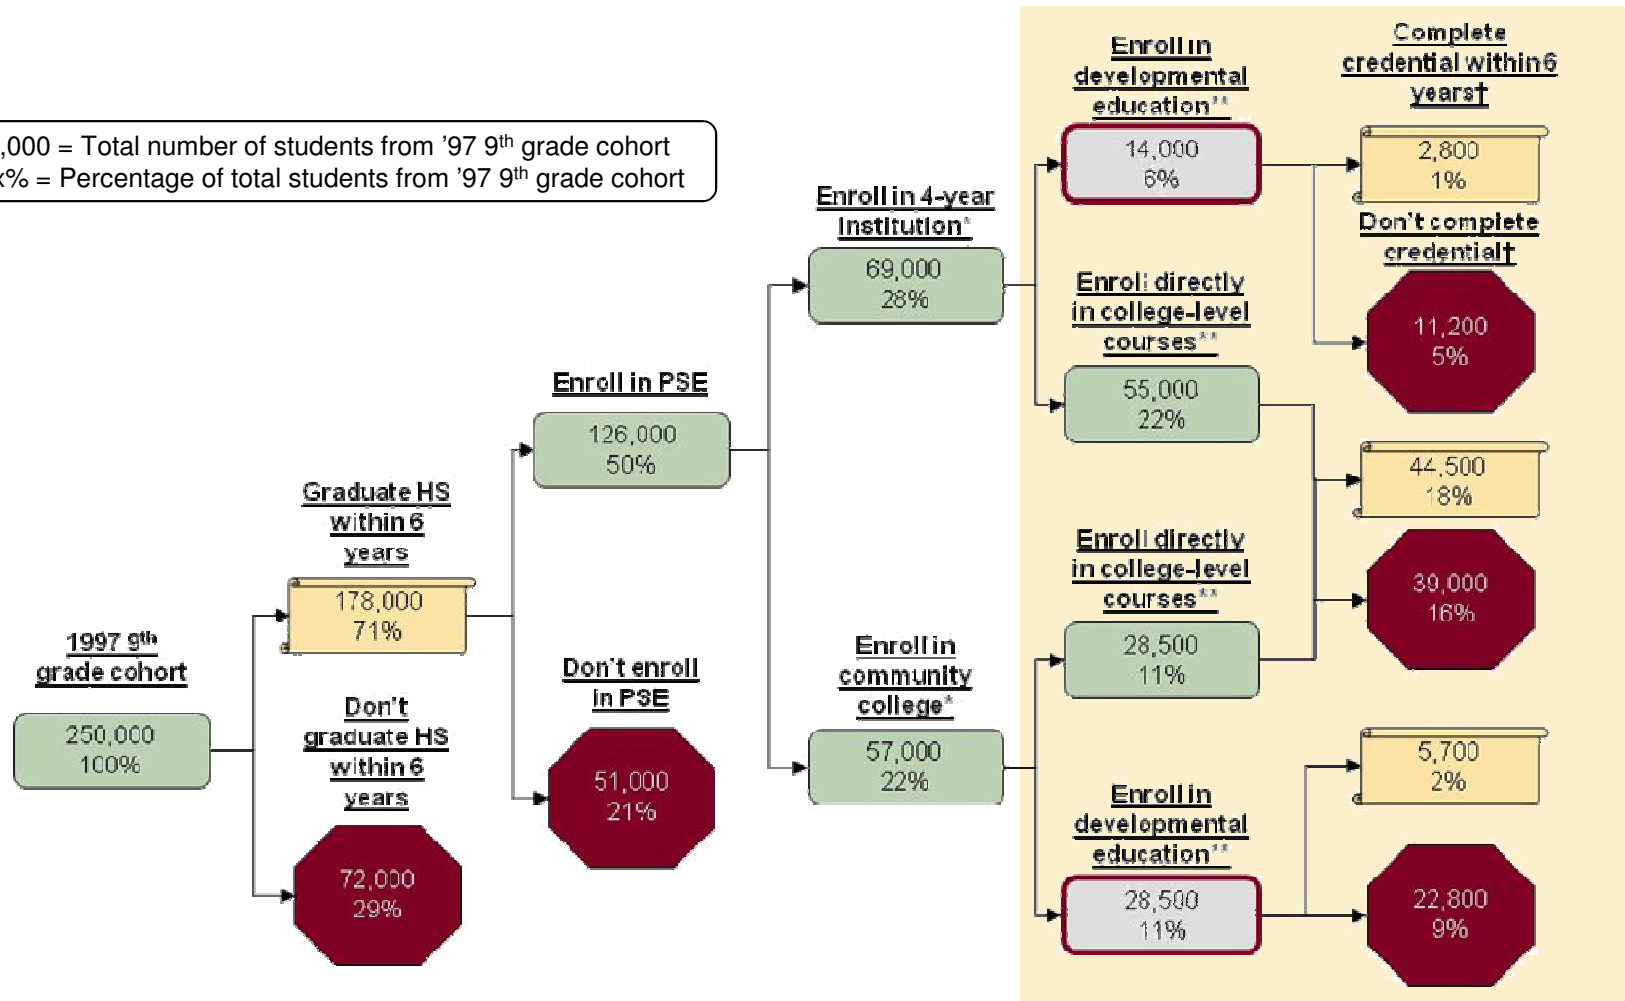 ,000 = Total number of students from ’97 9th grade cohort
x% = Percentage of total students from ’97 9th grade cohort
1997 9th
grade cohort
250,000
100%
Graduate HS
within 6
years
178,000
71%
Don’t
graduate HS
within 6
years
72,000
29%
Enroll in PSE
126,000
50%
Don’t enroll
in PSE
51,000
21%
Enroll in 4-year
institution*
69,000
28%
Enroll in
community
college*
57,000
22%
Enroll in
developmental
education**
14,000
6%
Enroll directly
in college-level
courses**
55,000
22%
Enroll directly
in college-level
courses**
28,500
11%
Enroll in
developmental
education**
28,500
11%
Complete
credential within 6
years†
2,800
1%
Don’t complete
credential†
11,200
5%
44,500
18%
39,000
16%
5,700
2%
22,800
9%